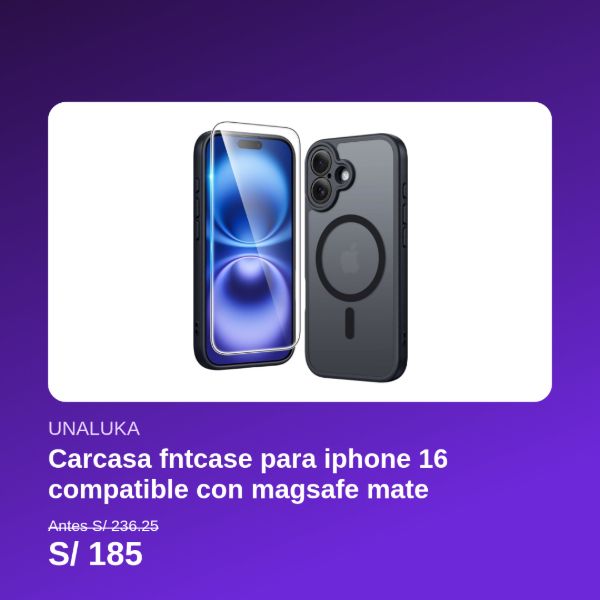 UNALUKA
Carcasa fntcase para iphone 16
compatible con magsafe mate
Antes S/ 236.25
S/ 185